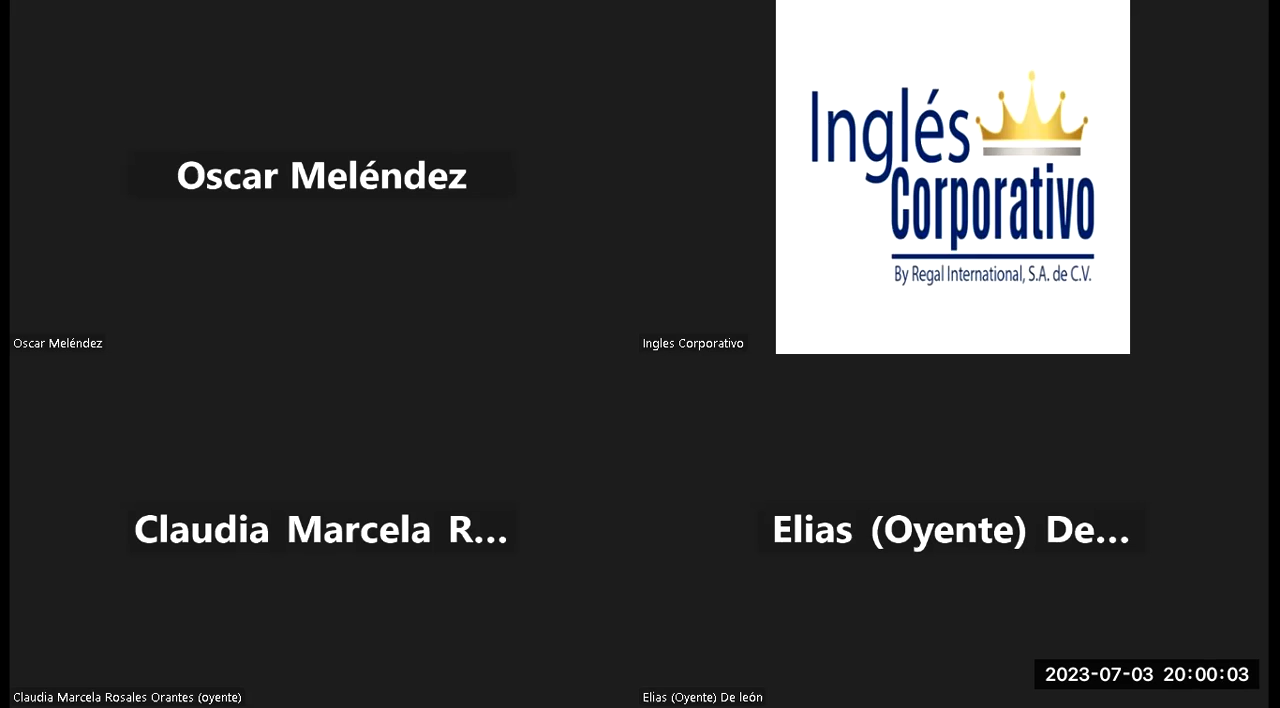 Oscar Meléndez
Oscar Meléndez
Inglés
Corporativo
By Regal International, S.A. de C.V.
Ingles Corporativo
Claudia Marcela R...
Claudia Marcela Rosales Orantes (oyente)
Elias (Oyente) De...
Elias (Oyente) De león
2023-07-03 20:00:03